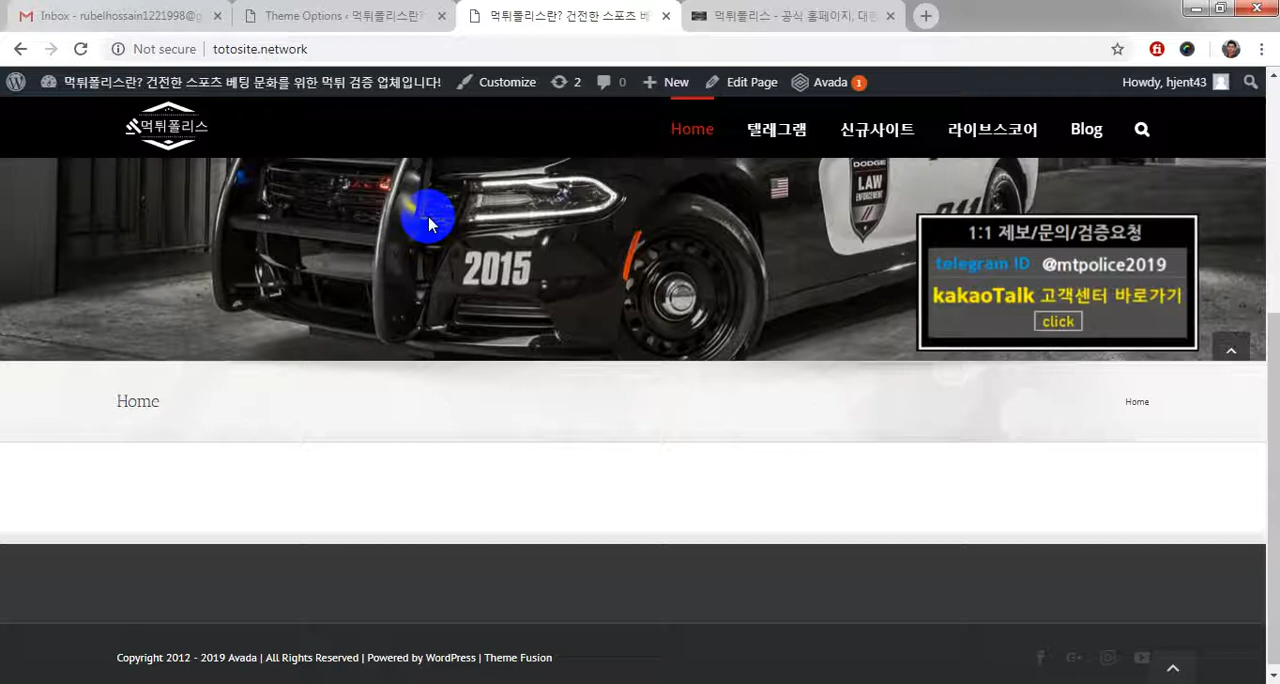 Inbox - rubelhossain1221998@g
Theme Options ‹ 먹튀폴리스란?
먹튀폴리스란? 건전한 스포츠 베
먹튀폴리스 - 공식 홈페이지, 대한
Not secure
totosite.network
먹튀폴리스란? 건전한 스포츠 베팅 문화를 위한 먹튀 검증 업체입니다!
Customize
2
0
New
Edit Page
Avada 1
Howdy, hjent43
먹튀폴리스
Home
텔레그램
신규사이트
라이브스코어
Blog
DODGE
LAW
ENFORCEMENT
911
2015
1:1 제보/문의/검증요청
telegram ID @mtpolice2019
kakaoTalk 고객센터 바로가기
click
Home
Home
Copyright 2012 - 2019 Avada | All Rights Reserved | Powered by WordPress | Theme Fusion